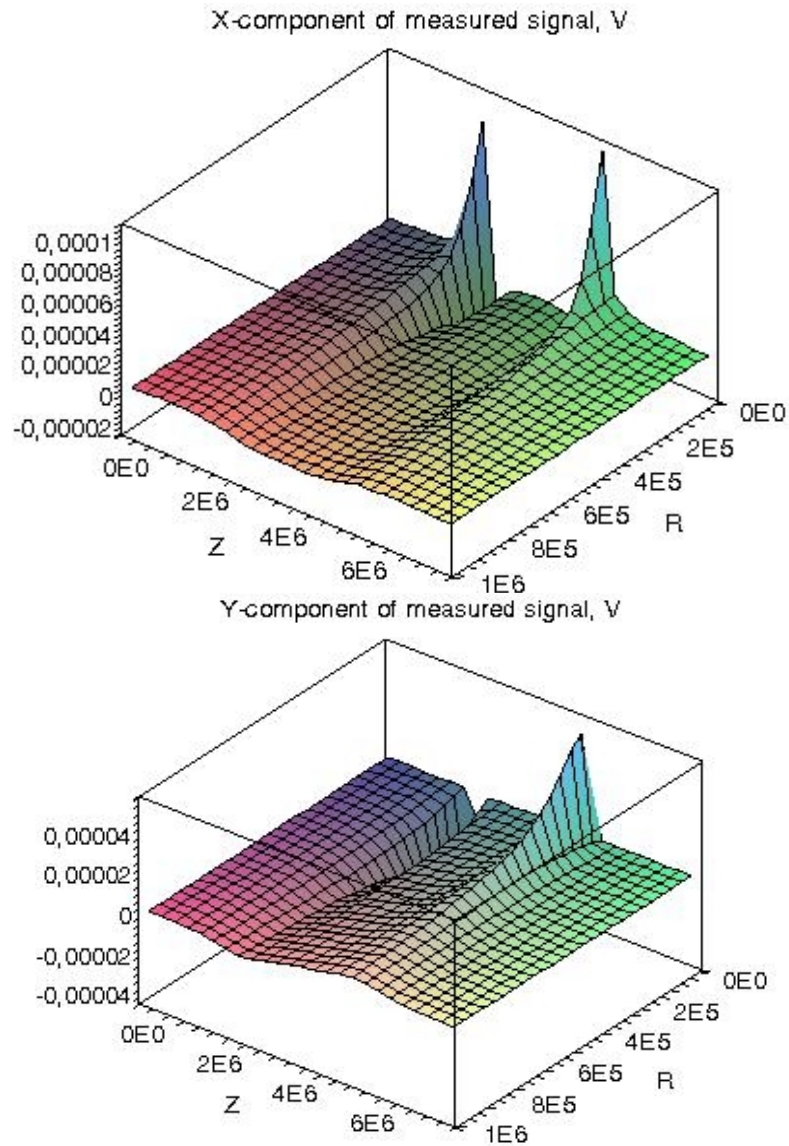 X-component of measured signal, V
0,0001
0,00008
0,00006
0,00004
0,00002
0
-0,00002
0E0
2E6
4E6
6E6
Z
0E0
2E5
4E5
6E5
8E5
1E6
R
Y-component of measured signal, V
0,00004
0,00002
0
-0,00002
-0,00004
0E0
2E6
4E6
6E6
Z
0E0
2E5
4E5
6E5
8E5
1E6
R